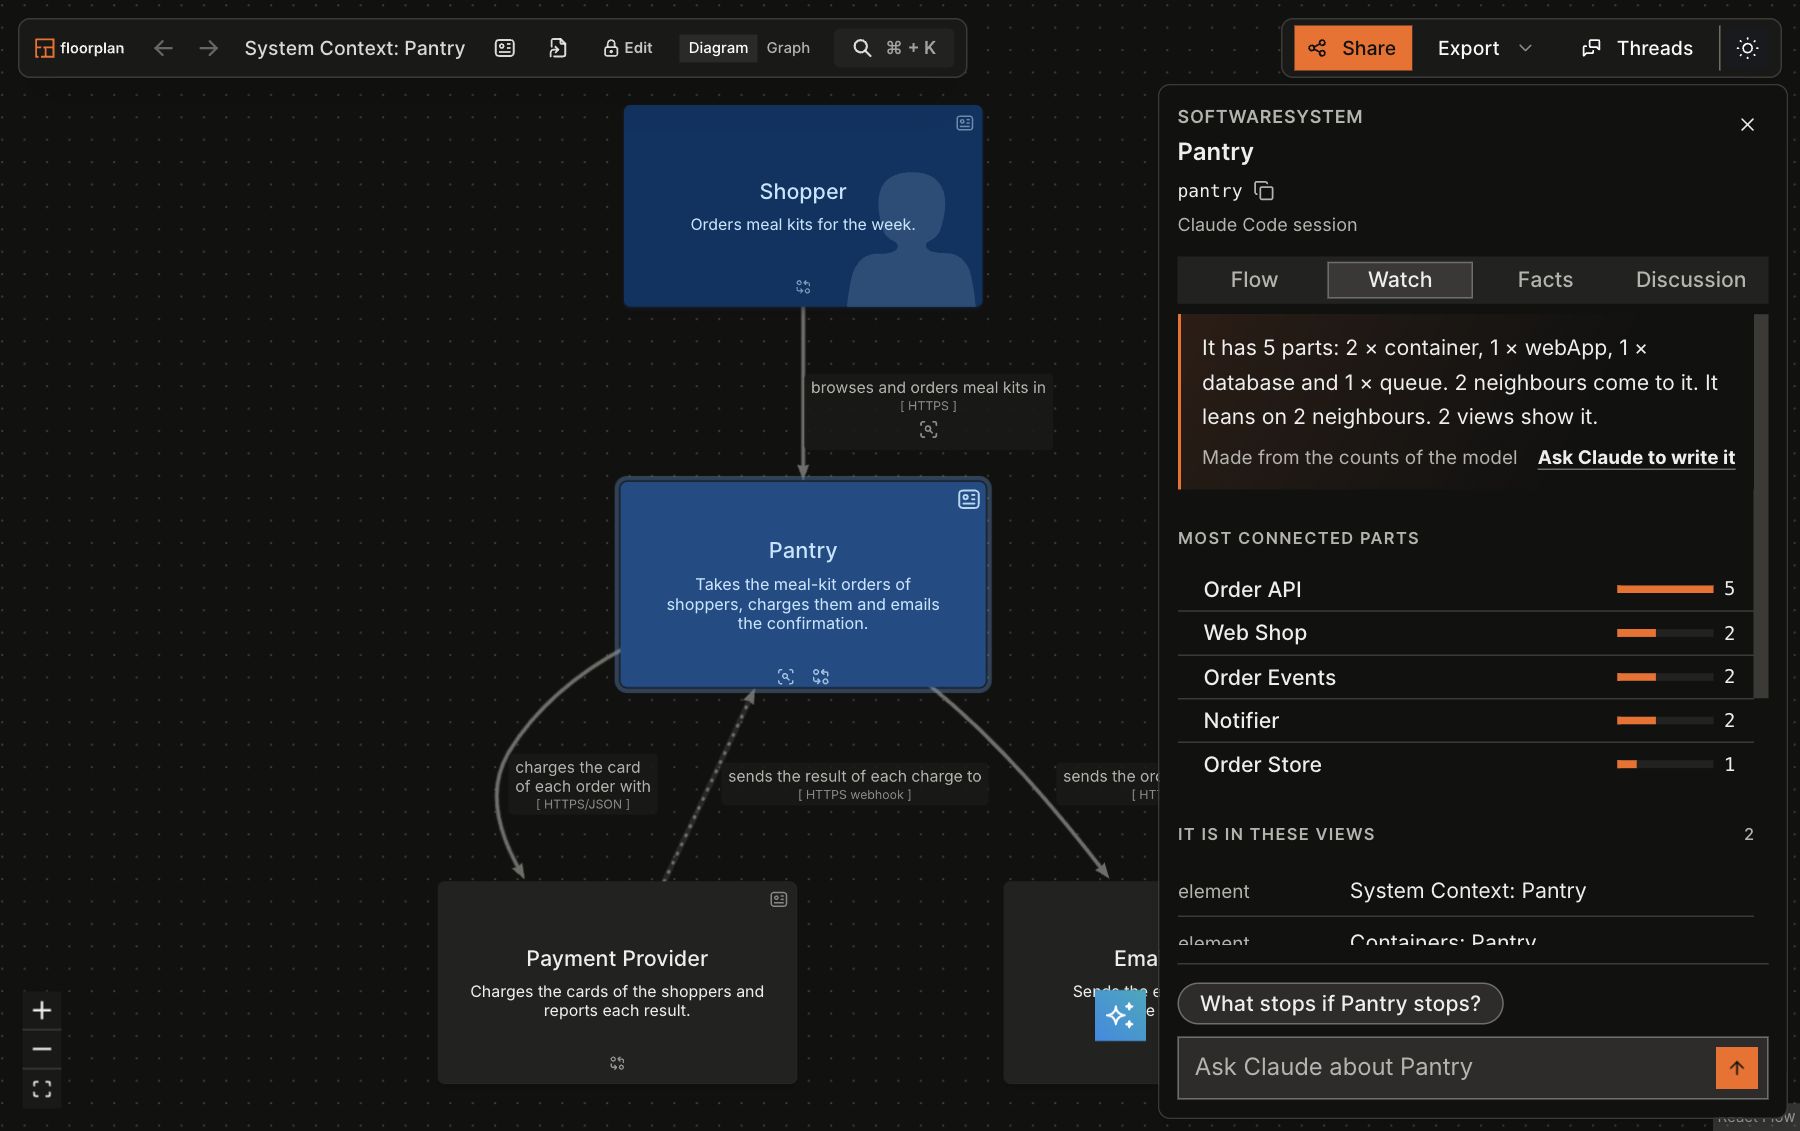 floorplan
System Context: Pantry
Edit
Diagram
Graph
⌘ + K
Share
Export
Threads
Shopper
Orders meal kits for the week.
browses and orders meal kits in
[ HTTPS ]
Pantry
Takes the meal-kit orders of
shoppers, charges them and emails
the confirmation.
charges the card
of each order with
[ HTTPS/JSON ]
sends the result of each charge to
[ HTTPS webhook ]
sends the
Payment Provider
Charges the cards of the shoppers and
reports each result.
SOFTWARESYSTEM
Pantry
pantry
Claude Code session
Flow
Watch
Facts
Discussion
It has 5 parts: 2 × container, 1 × webApp, 1 ×
database and 1 × queue. 2 neighbours come to it. It
leans on 2 neighbours. 2 views show it.
Made from the counts of the model
Ask Claude to write it
MOST CONNECTED PARTS
Order API 5
Web Shop 2
Order Events 2
Notifier 2
Order Store 1
IT IS IN THESE VIEWS 2
element System Context: Pantry
element Containers: Pantry
What stops if Pantry stops?
Ask Claude about Pantry
React Flow